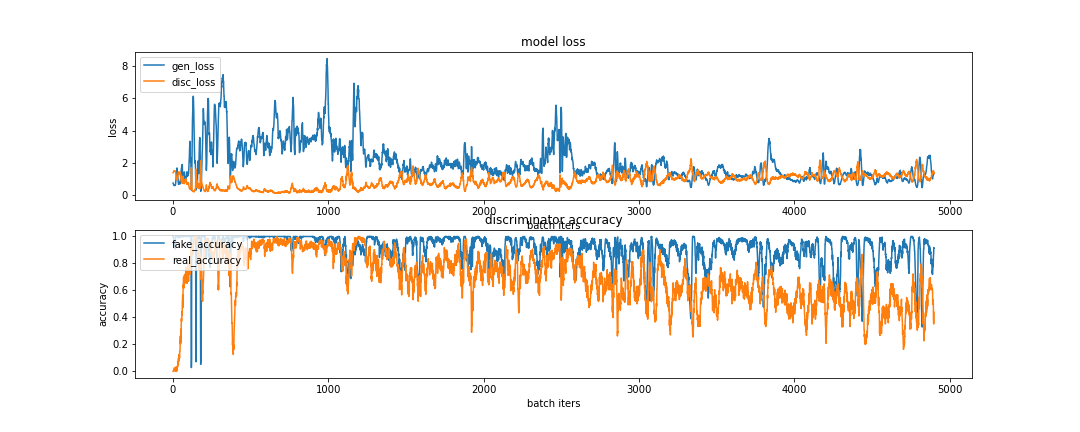 model loss
gen_loss
disc_loss
loss
8
6
4
2
0
0 1000 2000 3000 4000 5000
batch iters
discriminator accuracy
fake_accuracy
real_accuracy
accuracy
1.0
0.8
0.6
0.4
0.2
0.0
0 1000 2000 3000 4000 5000
batch iters